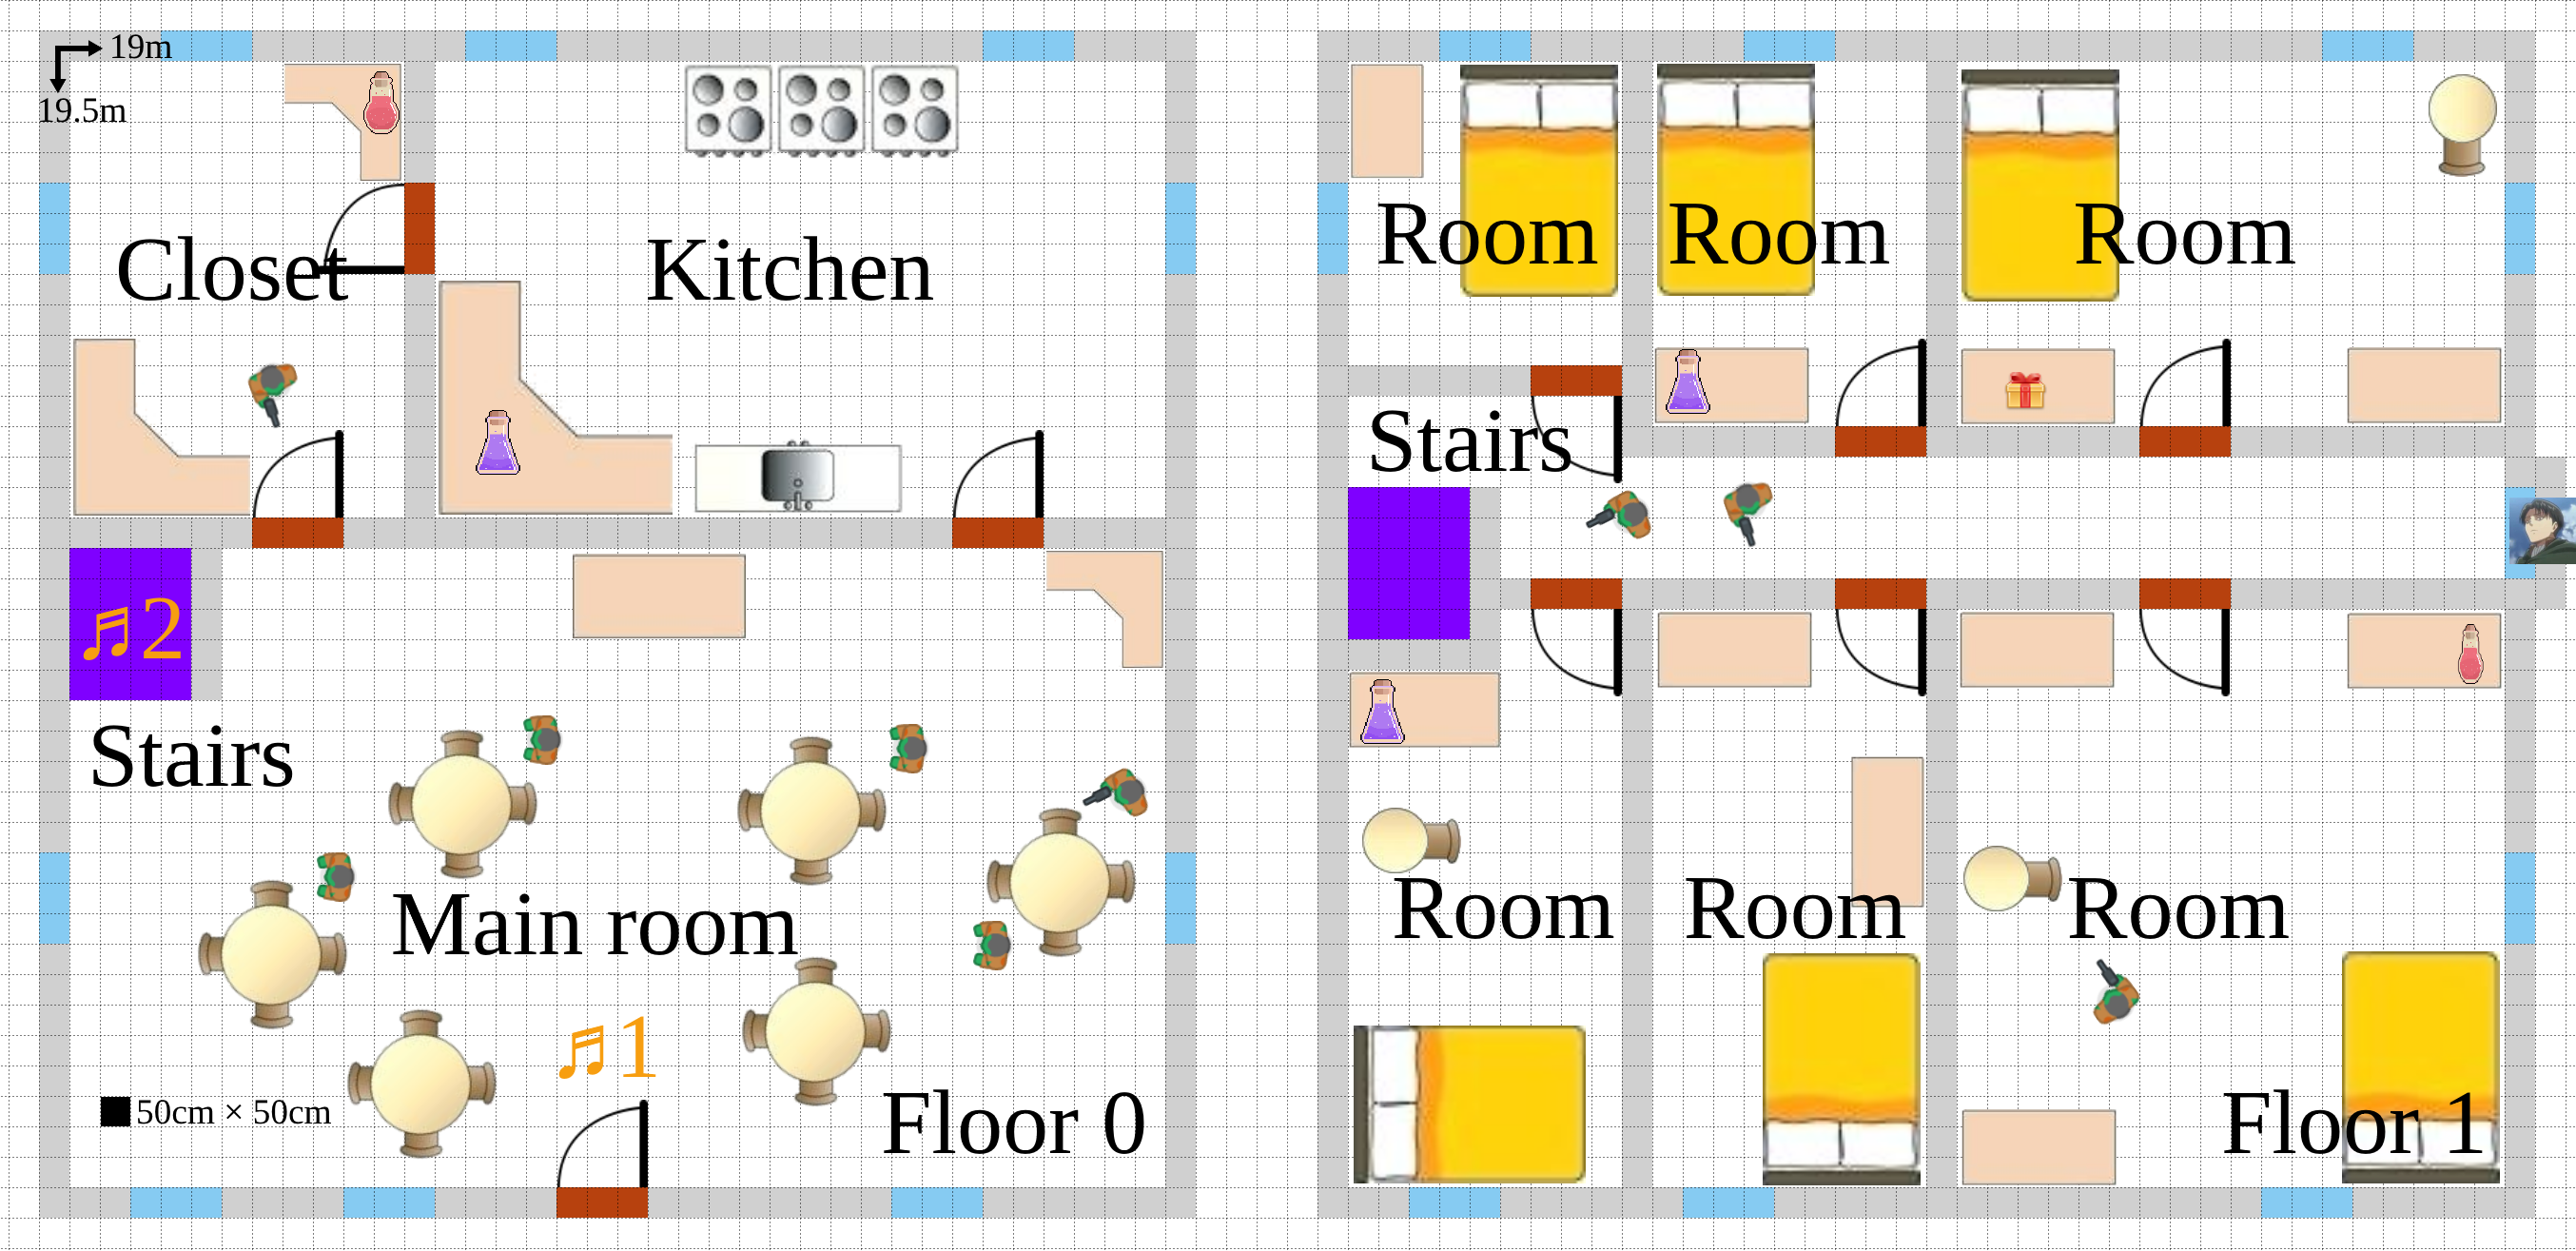 19m
19.5m
Closet
Kitchen
♬2
Stairs
Main room
♬1
50cm × 50cm
Floor 0
Room
Room
Room
Stairs
Room
Room
Room
Floor 1